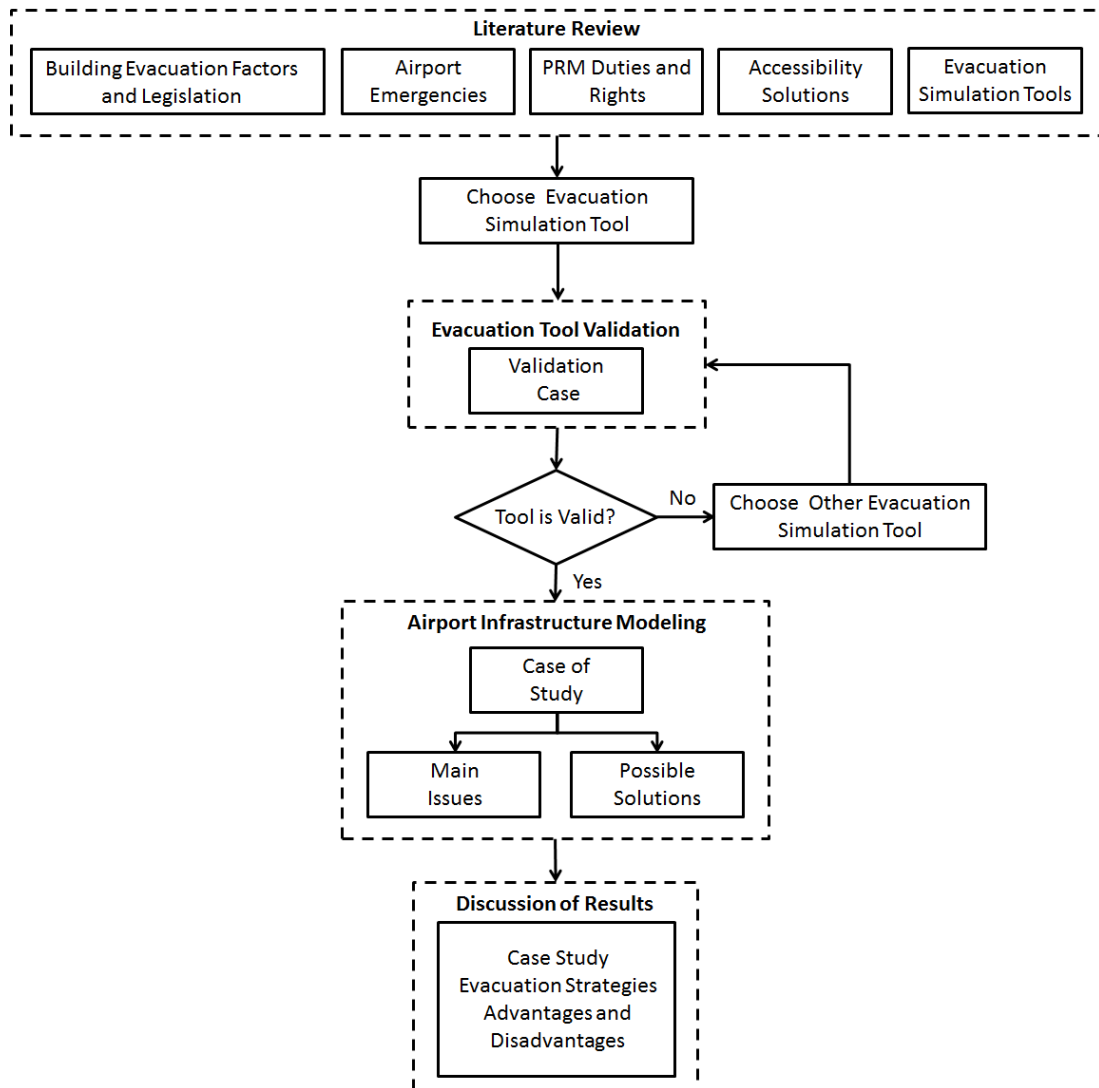 Literature Review
Building Evacuation Factors
and Legislation
Airport
Emergencies
PRM Duties and
Rights
Accessibility
Solutions
Evacuation
Simulation Tools
Choose Evacuation
Simulation Tool
Evacuation Tool Validation
Validation
Case
Tool is Valid?
No
Choose Other Evacuation
Simulation Tool
Yes
Airport Infrastructure Modeling
Case of
Study
Main
Issues
Possible
Solutions
Discussion of Results
Case Study
Evacuation Strategies
Advantages and
Disadvantages